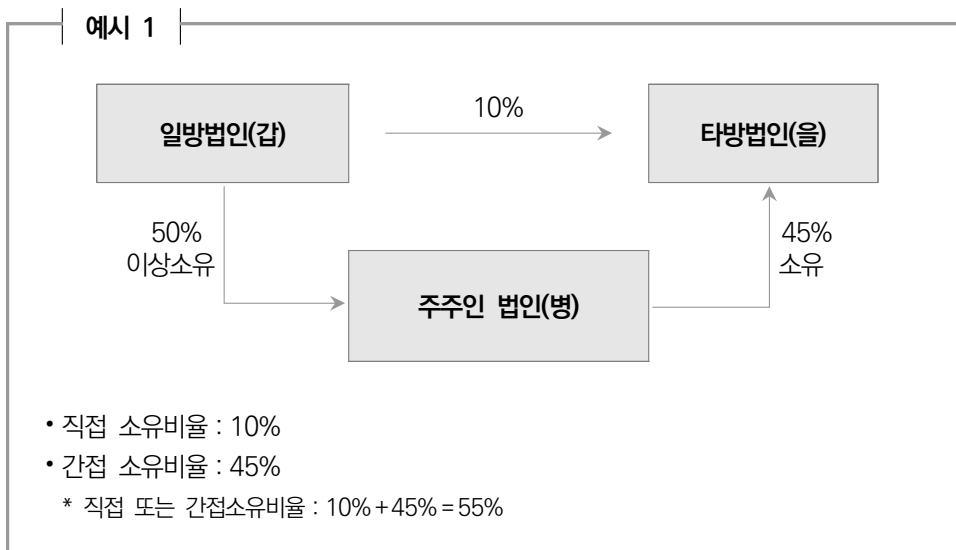 예시 1
일방법인(갑)
10%
타방법인(을)
50%
이상소유
45%
소유
주주인 법인(병)
• 직접 소유비율 : 10%
• 간접 소유비율 : 45%
* 직접 또는 간접소유비율 : 10%+45%=55%